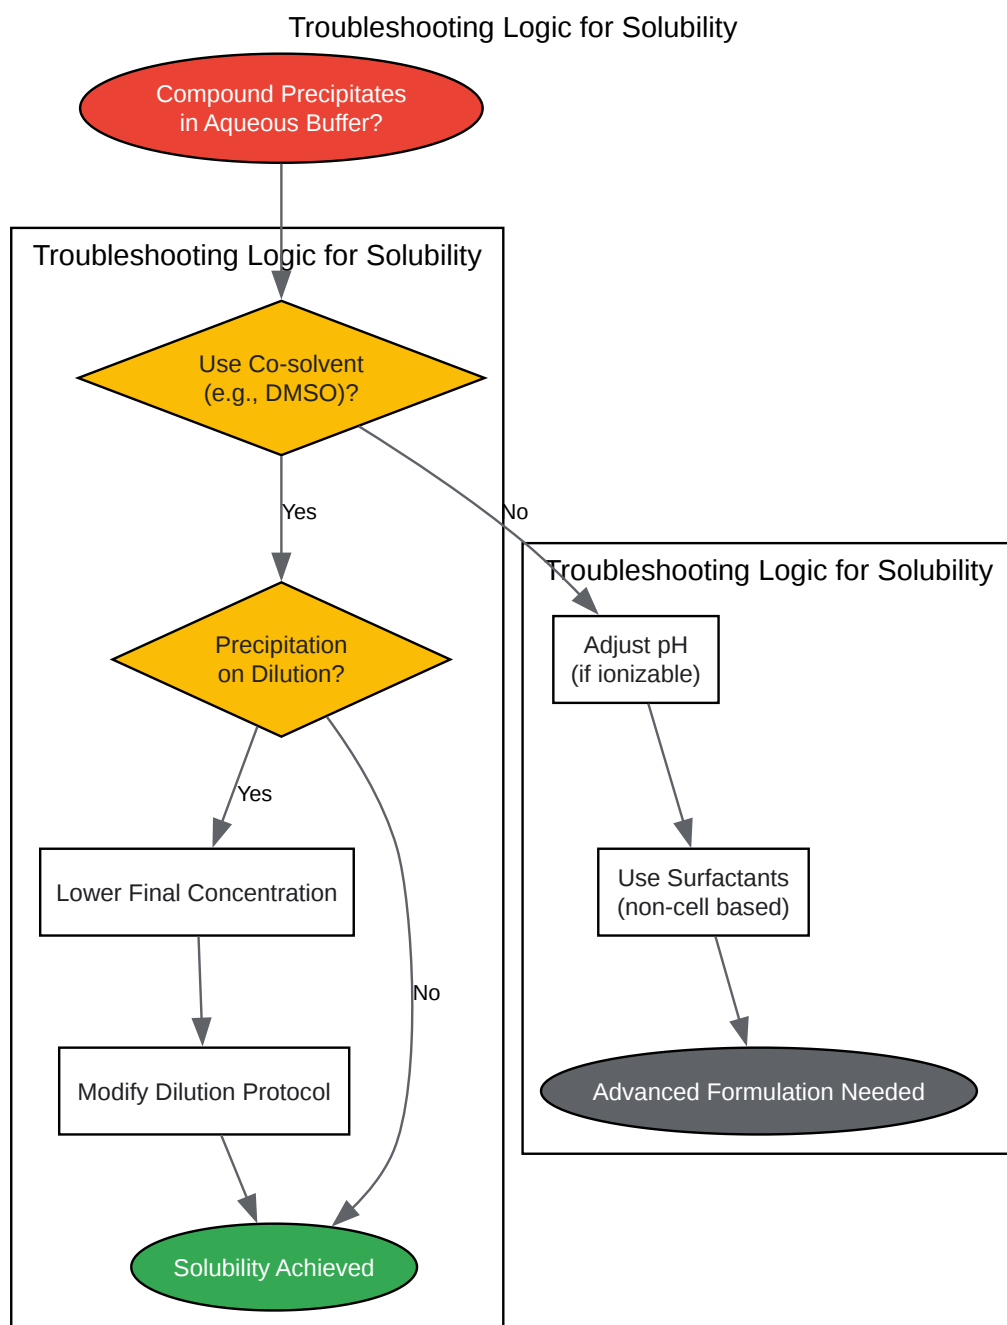 Troubleshooting Logic for Solubility
Compound Precipitates
in Aqueous Buffer?
Troubleshooting Logic for Solubility
Use Co-solvent
(e.g., DMSO)?
Yes
No
Precipitation
on Dilution?
Troubleshooting Logic for Solubility
Adjust pH
(if ionizable)
Yes
Lower Final Concentration
Use Surfactants
(non-cell based)
No
Modify Dilution Protocol
Advanced Formulation Needed
Solubility Achieved